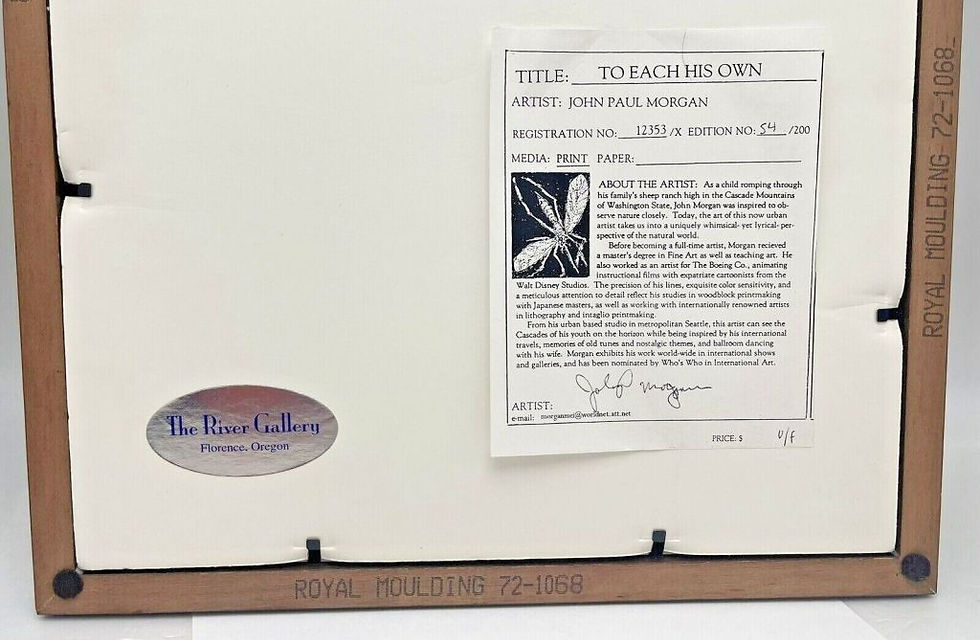 TITLE: TO EACH HIS OWN
ARTIST: JOHN PAUL MORGAN
REGISTRATION NO: 12353 /X EDITION NO: 54 /200
MEDIA: PRINT PAPER:
ABOUT THE ARTIST: As a child romping through
his family's sheep ranch high in the Cascade Mountains
of Washington State, John Morgan was inspired to ob-
serve nature closely. Today, the art of this now urban
artist takes us into a uniquely whimsical- yet lyrical- per-
spective of the natural world.
Before becoming a full-time artist, Morgan recieved
a master's degree in Fine Art as well as teaching art. He
also worked as an artist for The Boeing Co., animating
instructional films with expatriate cartoonists from the
Walt Disney Studios. The precision of his lines, exquisite color sensitivity, and
a meticulous attention to detail reflect his studies in woodblock printmaking
with Japanese masters, as well as working with internationally renowned artists
in lithography and intaglio printmaking.
From his urban based studio in metropolitan Seattle, this artist can see the
Cascades of his youth on the horizon while being inspired by his international
travels, memories of old tunes and nostalgic themes, and ballroom dancing
with his wife. Morgan exhibits his work world-wide in international shows
and galleries, and has been nominated by Who's Who in International Art.
John P Morgan
ARTIST:
e-mail: morganmei@worldnet.att.net
PRICE: $ U/F
The River Gallery
Florence, Oregon
ROYAL MOULDING 72-1068
ROYAL MOULDING 72-1068